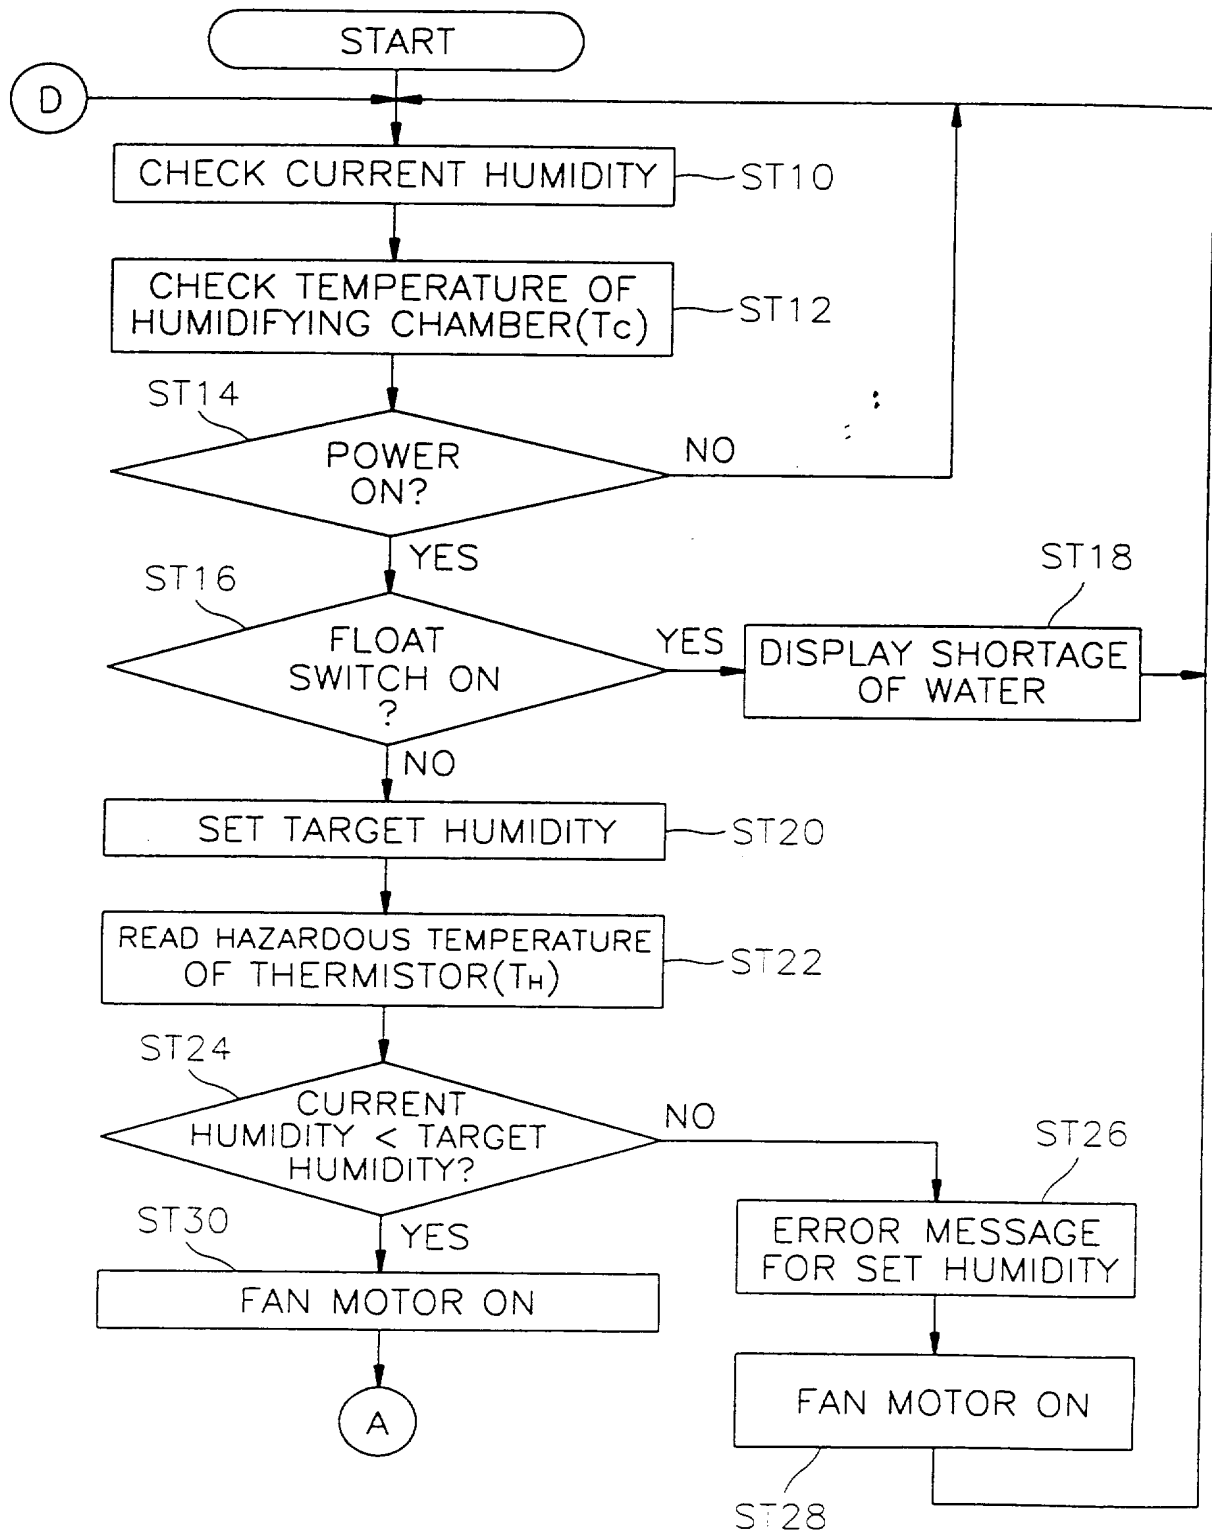 START
D
CHECK CURRENT HUMIDITY
ST10
CHECK TEMPERATURE OF
HUMIDIFYING CHAMBER(Tc)
ST12
ST14
POWER
ON?
NO
YES
ST16
FLOAT
SWITCH ON
?
YES
ST18
DISPLAY SHORTAGE
OF WATER
NO
SET TARGET HUMIDITY
ST20
READ HAZARDOUS TEMPERATURE
OF THERMISTOR(TH)
ST22
ST24
CURRENT
HUMIDITY < TARGET
HUMIDITY?
NO
ST26
ERROR MESSAGE
FOR SET HUMIDITY
YES
ST30
FAN MOTOR ON
FAN MOTOR ON
ST28
A